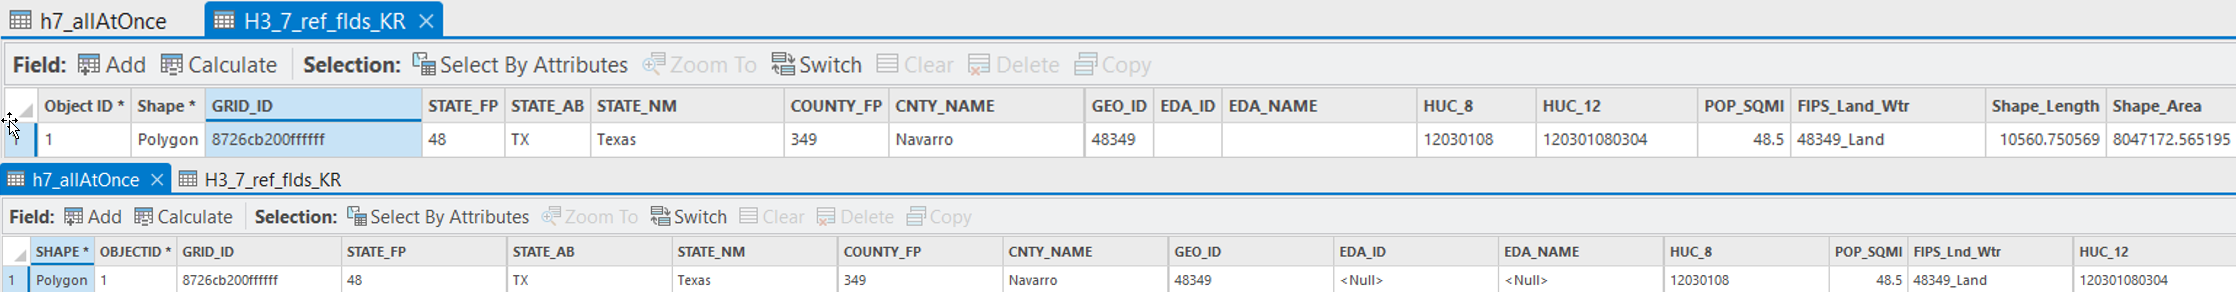 h7_allAtOnce H3_7_ref_flds_KR
Field: Add Calculate Selection: Select By Attributes Zoom To Switch Clear Delete Copy
Object ID * Shape * GRID_ID STATE_FP STATE_AB STATE_NM COUNTY_FP CNTY_NAME GEO_ID EDA_ID EDA_NAME HUC_8 HUC_12 POP_SQMI FIPS_Land_Wtr Shape_Length Shape_Area
1 Polygon 8726cb200ffffff 48 TX Texas 349 Navarro 48349 12030108 120301080304 48.5 48349_Land 10560.750569 8047172.565195
h7_allAtOnce H3_7_ref_flds_KR
Field: Add Calculate Selection: Select By Attributes Zoom To Switch Clear Delete Copy
SHAPE * OBJECTID * GRID_ID STATE_FP STATE_AB STATE_NM COUNTY_FP CNTY_NAME GEO_ID EDA_ID EDA_NAME HUC_8 POP_SQMI FIPS_Lnd_Wtr HUC_12
1 Polygon 1 8726cb200ffffff 48 TX Texas 349 Navarro 48349 <Null> <Null> 12030108 48.5 48349_Land 120301080304